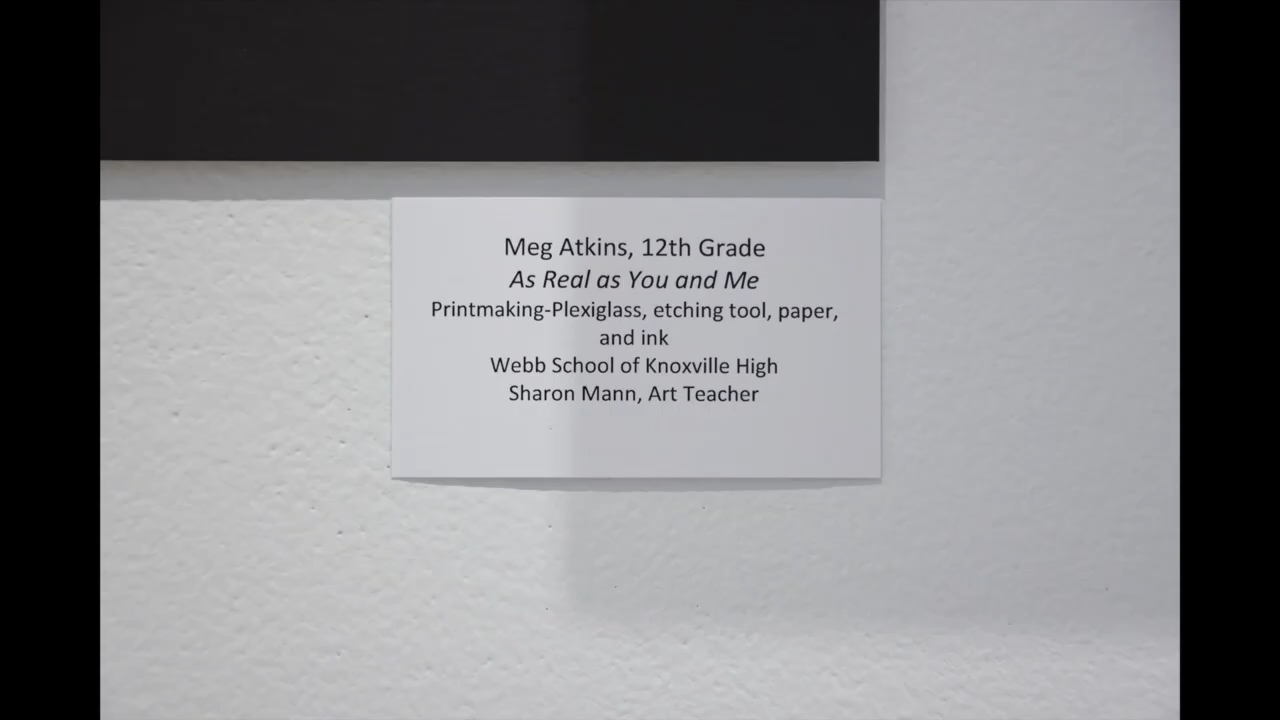 Meg Atkins, 12th Grade
As Real as You and Me
Printmaking-Plexiglass, etching tool, paper,
and ink
Webb School of Knoxville High
Sharon Mann, Art Teacher